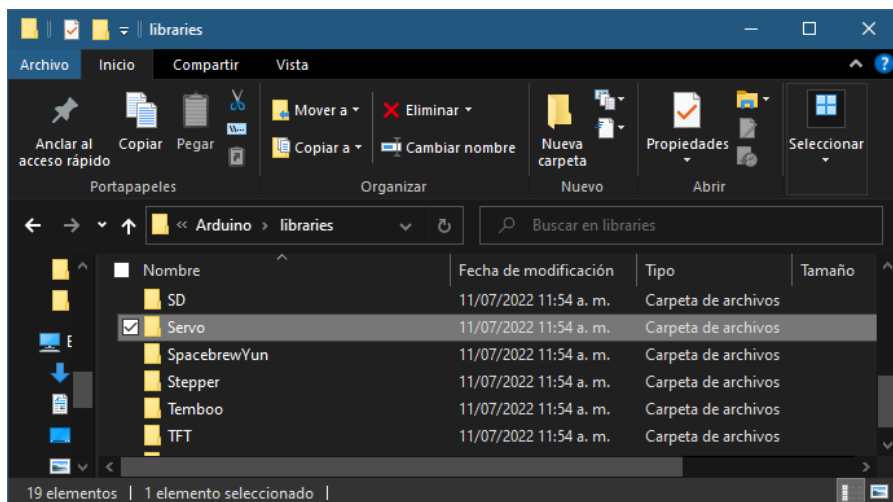 libraries
Archivo Inicio Compartir Vista
Anclar al acceso rápido
Copiar
Pegar
Mover a
Copiar a
Eliminar
Cambiar nombre
Nueva carpeta
Propiedades
Seleccionar
Portapapeles Organizar Nuevo Abrir
« Arduino > libraries Buscar en libraries
Nombre Fecha de modificación Tipo Tamaño
SD 11/07/2022 11:54 a. m. Carpeta de archivos
Servo 11/07/2022 11:54 a. m. Carpeta de archivos
SpacebrewYun 11/07/2022 11:54 a. m. Carpeta de archivos
E
Stepper 11/07/2022 11:54 a. m. Carpeta de archivos
Temboo 11/07/2022 11:54 a. m. Carpeta de archivos
TFT 11/07/2022 11:54 a. m. Carpeta de archivos
19 elementos | 1 elemento seleccionado |